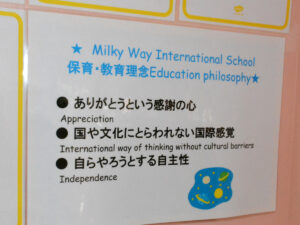 ★ Milky Way International School
保育・教育理念Education philosophy★
● ありがとうという感謝の心
Appreciation
● 国や文化にとらわれない国際感覚
International way of thinking without cultural barriers
● 自らやろうとする自主性
Independence